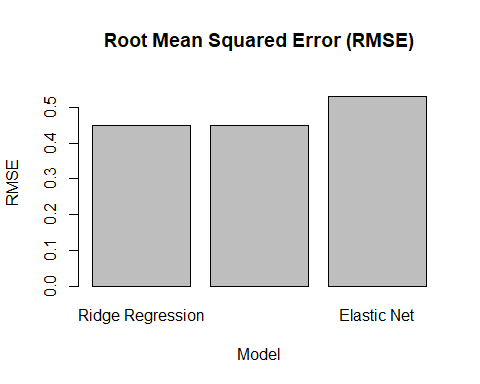 Root Mean Squared Error (RMSE)
RMSE
0.5
0.4
0.3
0.2
0.1
0.0
Ridge Regression Elastic Net
Model